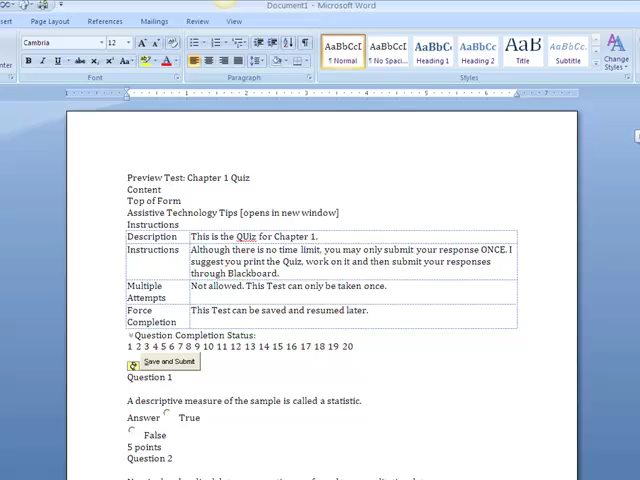 Document1 - Microsoft Word
Page Layout References Mailings Review View
Cambria 12
AaBbCcI AaBbCcI AaBbC AaBbCc AaB AaBbCc.
¶ Normal ¶ No Spaci... Heading 1 Heading 2 Title Subtitle
Change
Styles
Font Paragraph Styles
Preview Test: Chapter 1 Quiz
Content
Top of Form
Assistive Technology Tips [opens in new window]
Instructions
Description This is the QUiz for Chapter 1.
Instructions Although there is no time limit, you may only submit your response ONCE. I
suggest you print the Quiz, work on it and then submit your responses
through Blackboard.
Multiple Not allowed. This Test can only be taken once.
Attempts
Force This Test can be saved and resumed later.
Completion
Question Completion Status:
1 2 3 4 5 6 7 8 9 10 11 12 13 14 15 16 17 18 19 20
Save and Submit
Question 1
A descriptive measure of the sample is called a statistic.
Answer True
False
5 points
Question 2